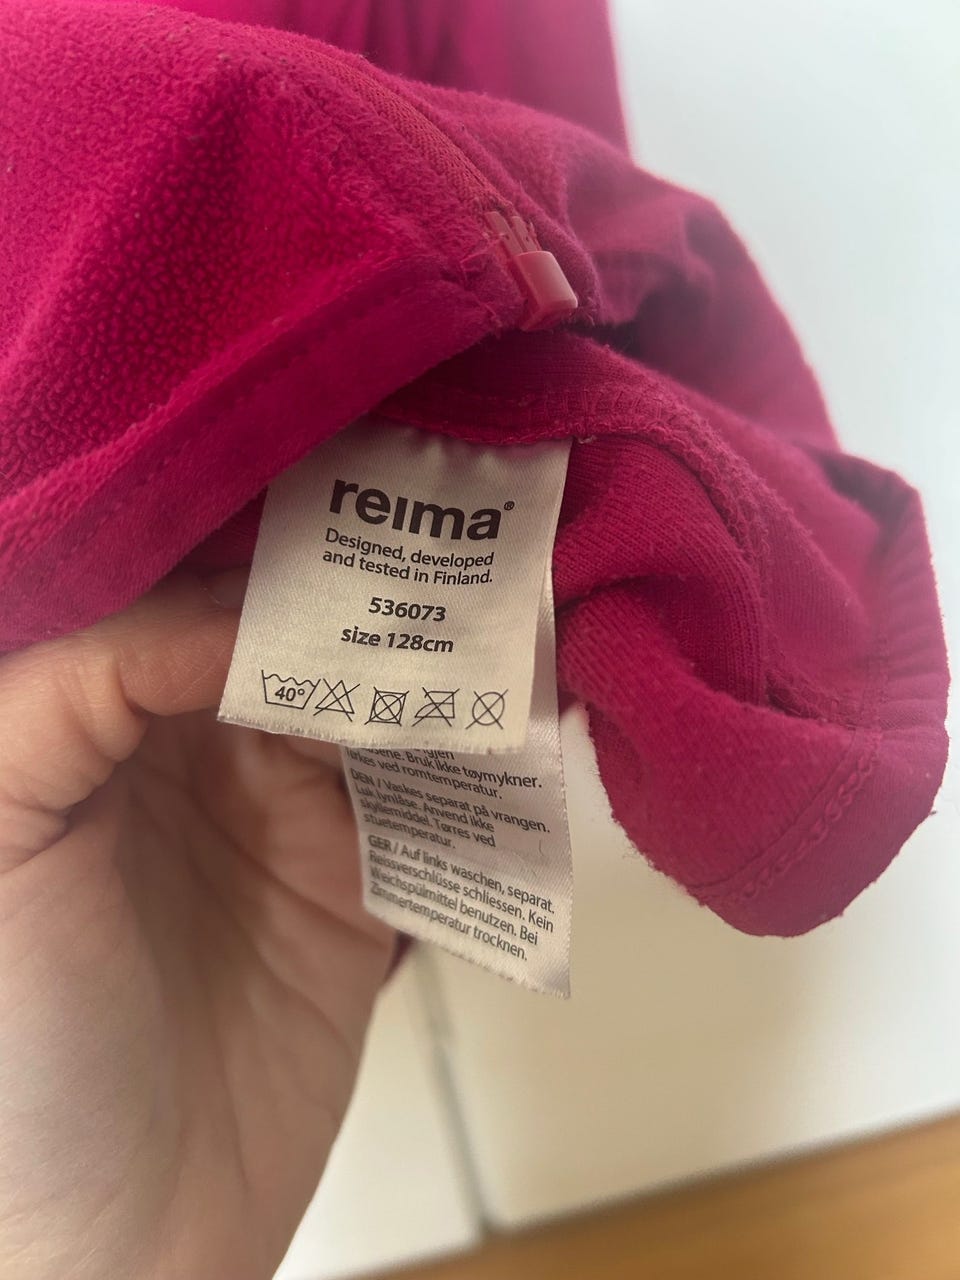 reima®
Designed, developed
and tested in Finland.
536073
size 128cm
40°
Bruk ikke tøymykner.
ved romtemperatur.
DEN / Vaskes separat på vrangen.
Luk lynlåse. Anvend ikke
skyllemiddel. Tørres ved
stuetemperatur.
GER / Auf links waschen, separat.
Reissverschlüsse schliessen. Kein
Weichspülmittel benutzen. Bei
Zimmertemperatur trocknen.